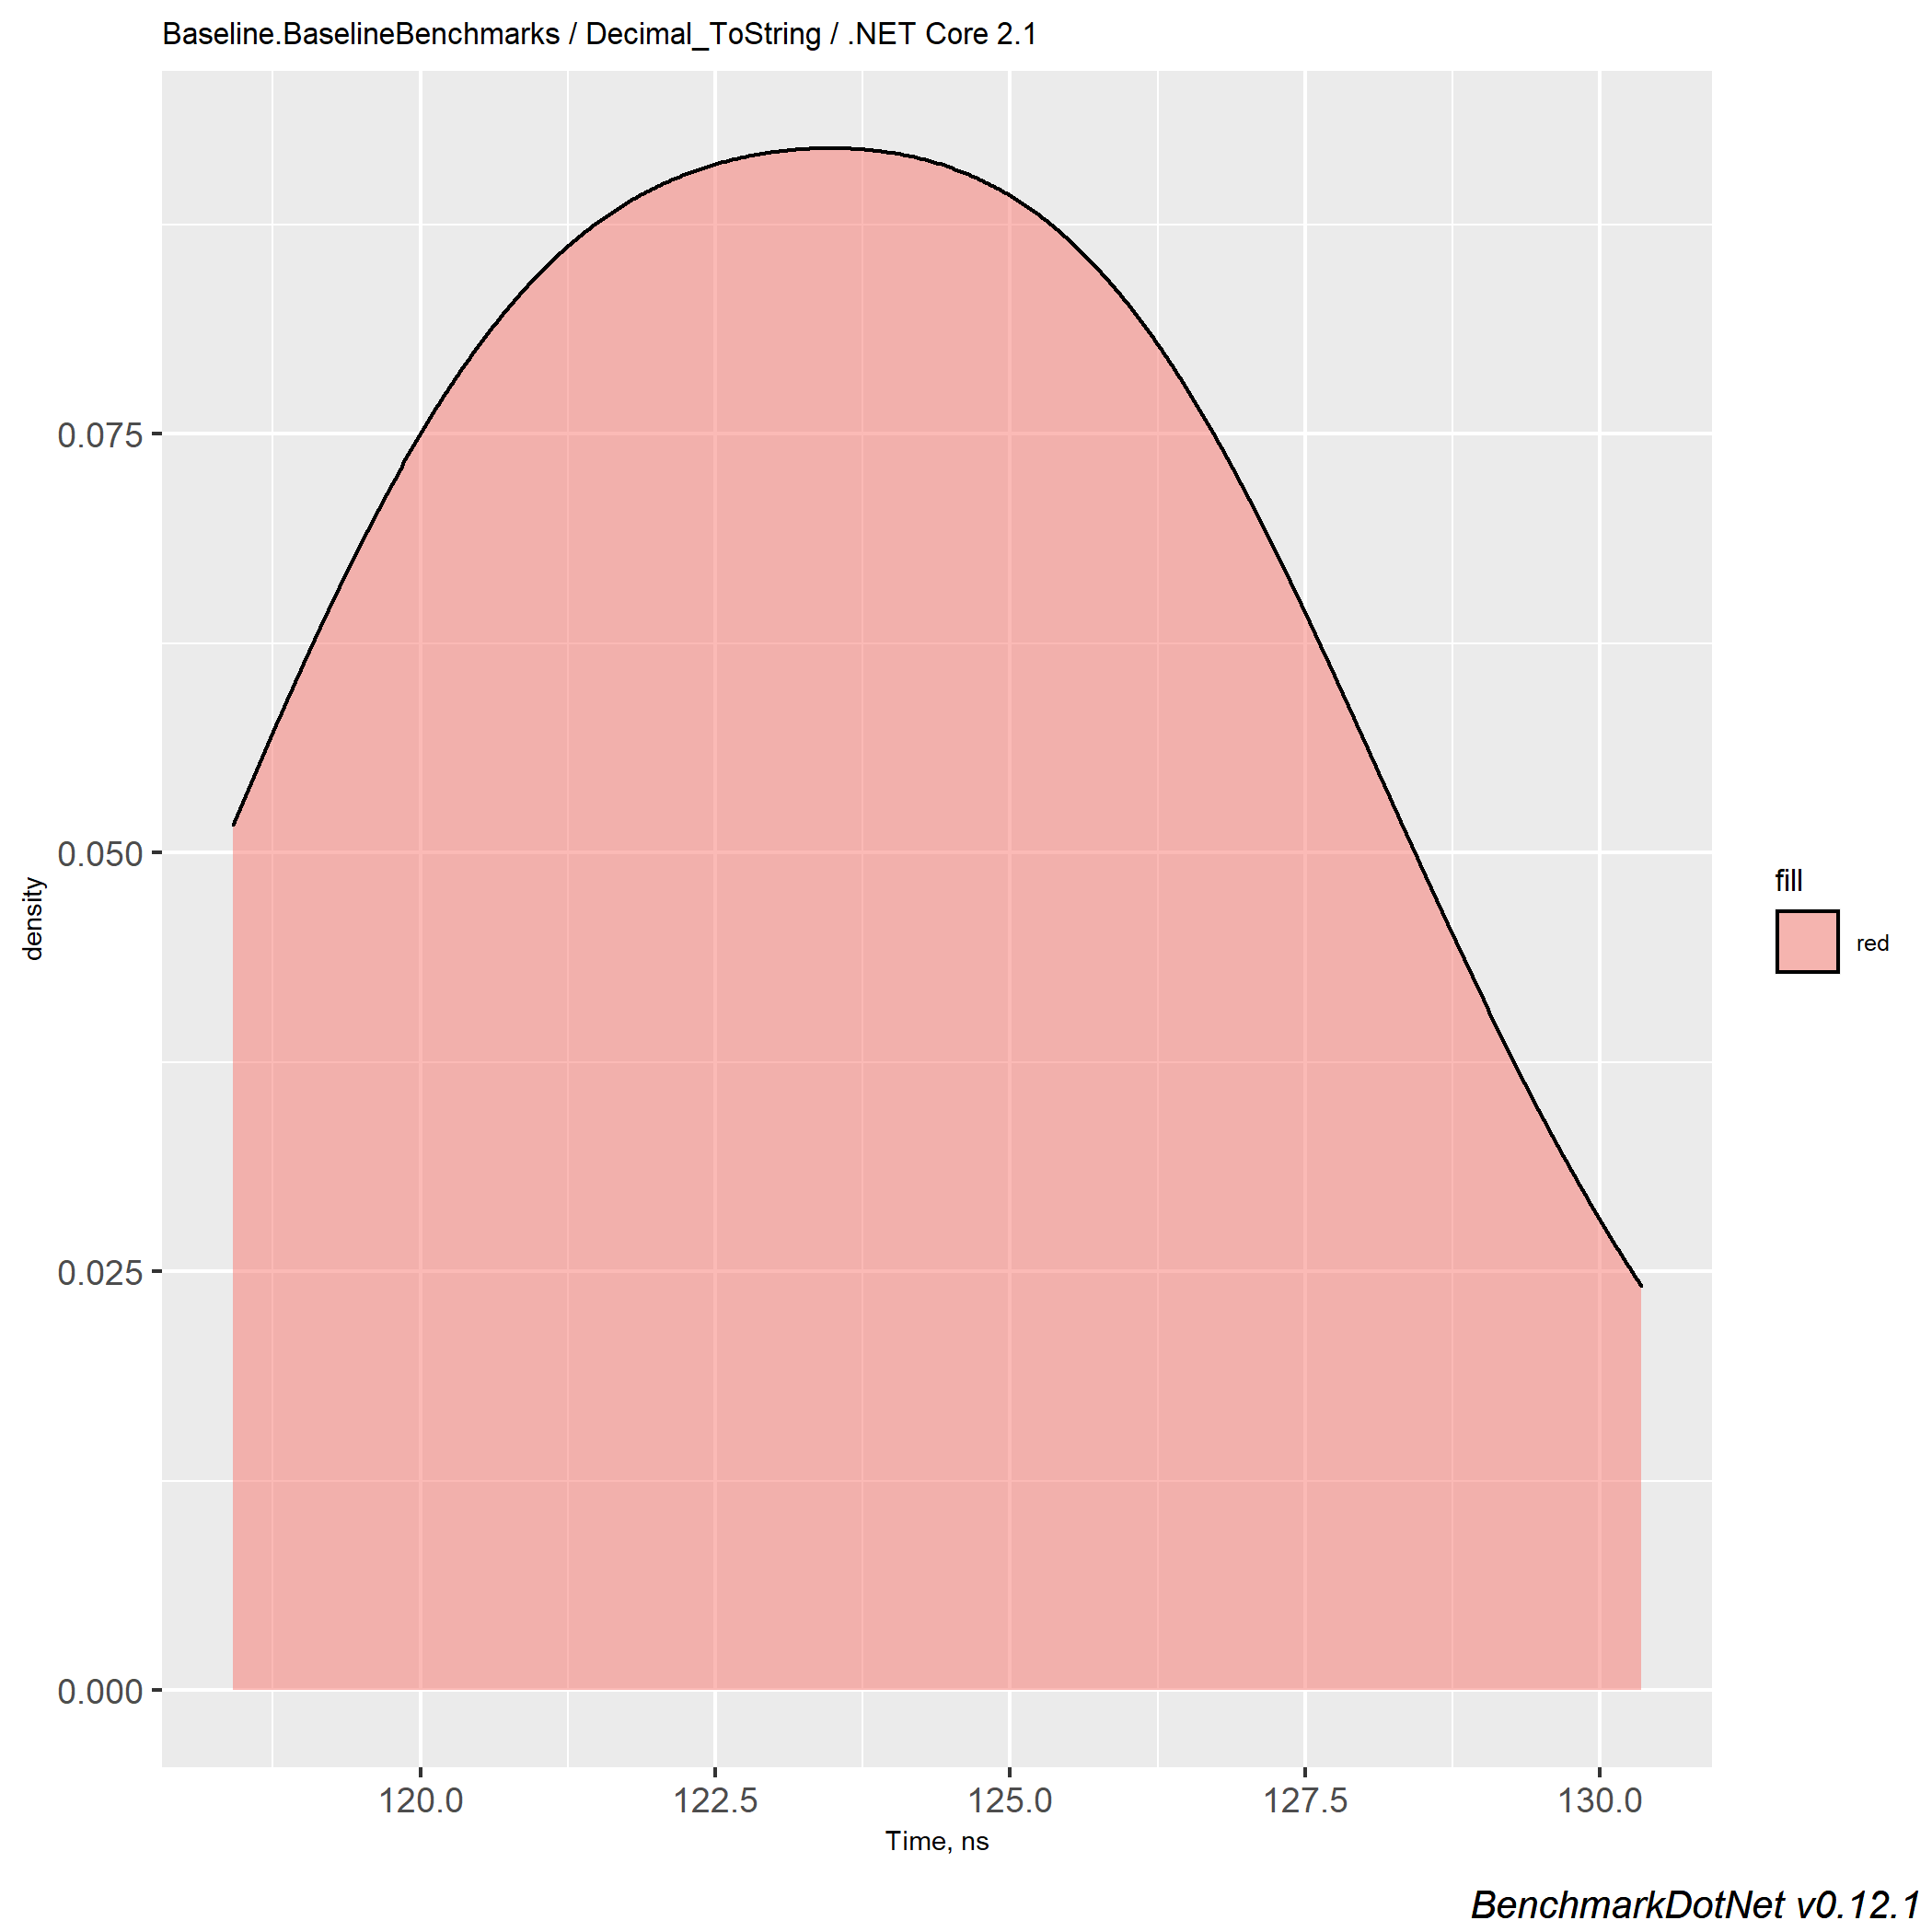 Baseline.BaselineBenchmarks / Decimal_ToString / .NET Core 2.1
0.075
0.050
0.025
0.000
density
120.0 122.5 125.0 127.5 130.0
Time, ns
fill
red
BenchmarkDotNet v0.12.1